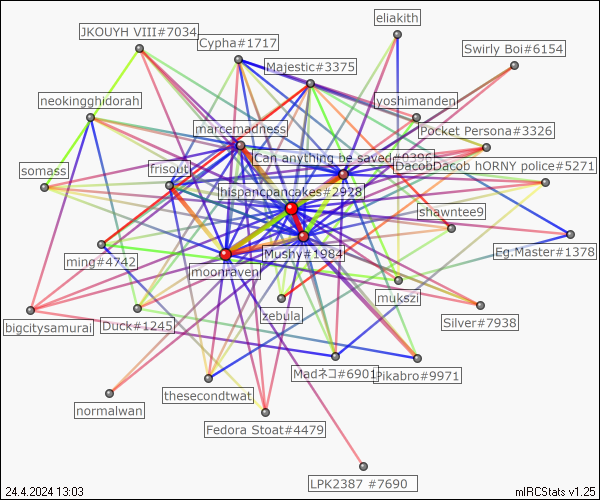 eliakith
JKOUYH VIII#7034
Cypha#1717
Swirly Boi#6154
Majestic#3375
neokingghidorah
yoshimanden
marcemadness
Pocket Persona#3326
Can anything be saved#0396
somass
frisout
DacobDacob hORNY police#5271
hispanicpancakes#2928
shawntee9
ming#4742
Mushy#1984
Eg.Master#1378
moonraven
mukszi
zebula
bigcitysamurai
Duck#1245
Silver#7938
Madネコ#6901
Pikabro#9971
thesecondtwat
normalwan
Fedora Stoat#4479
LPK2387 #7690
24.4.2024 13:03
mIRCStats v1.25